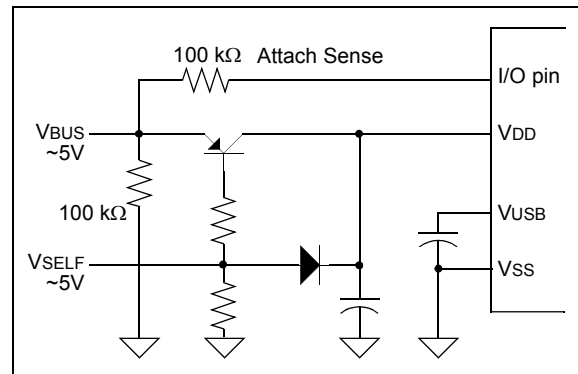 100 kΩ Attach Sense
I/O pin
VBUS
~5V
VDD
100 kΩ
VUSB
VSELF
~5V
VSS